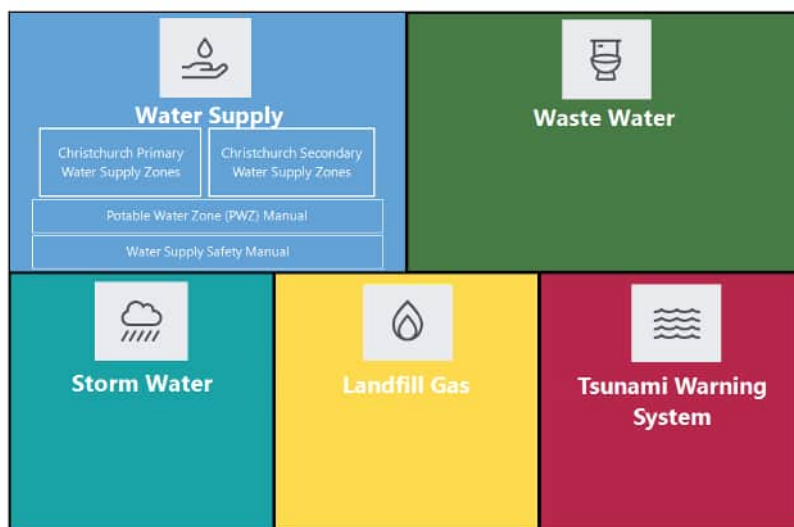 Water Supply
Christchurch Primary
Water Supply Zones
Christchurch Secondary
Water Supply Zones
Potable Water Zone (PWZ) Manual
Water Supply Safety Manual
Waste Water
Storm Water
Landfill Gas
Tsunami Warning
System